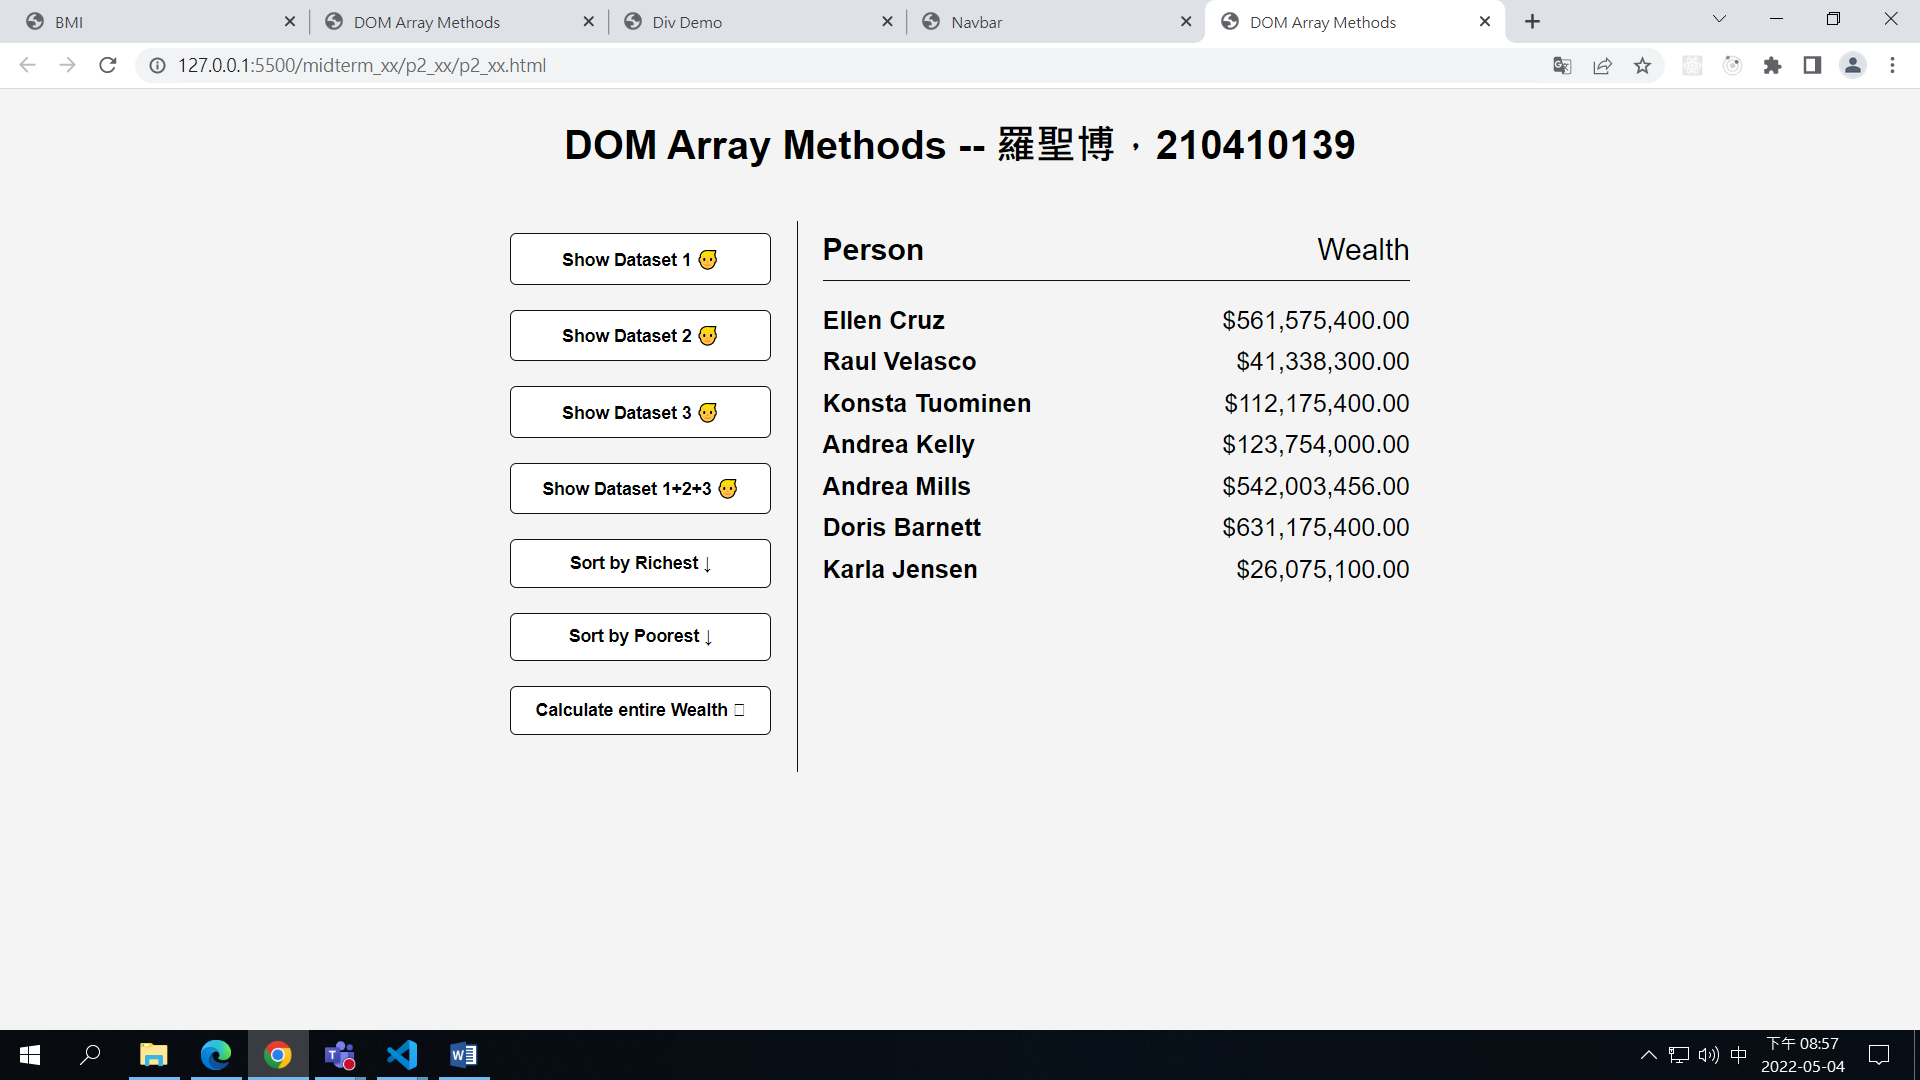 BMI
DOM Array Methods
Div Demo
Navbar
DOM Array Methods
127.0.0.1:5500/midterm_xx/p2_xx/p2_xx.html
DOM Array Methods -- 羅聖博，210410139
Show Dataset 1
Show Dataset 2
Show Dataset 3
Show Dataset 1+2+3
Sort by Richest ↓
Sort by Poorest ↓
Calculate entire Wealth
Person Wealth
Ellen Cruz $561,575,400.00
Raul Velasco $41,338,300.00
Konsta Tuominen $112,175,400.00
Andrea Kelly $123,754,000.00
Andrea Mills $542,003,456.00
Doris Barnett $631,175,400.00
Karla Jensen $26,075,100.00
中
下午 08:57
2022-05-04